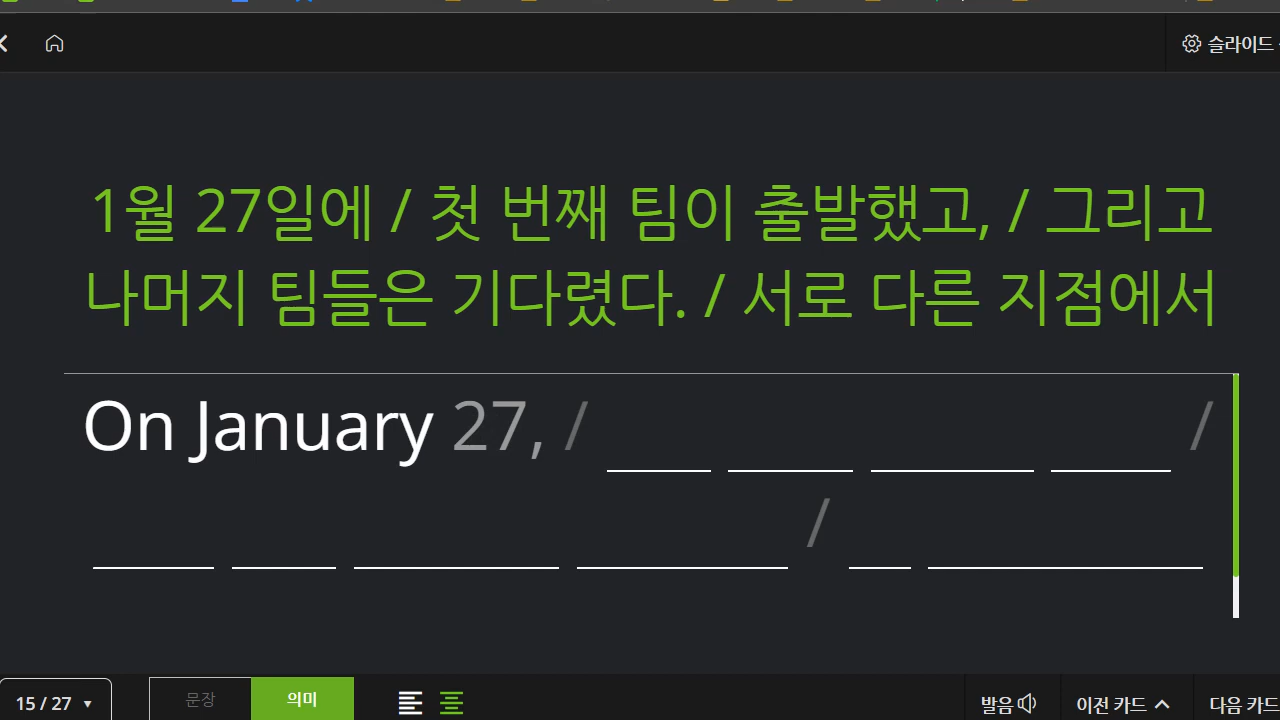 슬라이드
1월 27일에 / 첫 번째 팀이 출발했고, / 그리고
나머지 팀들은 기다렸다. / 서로 다른 지점에서
On January 27, / /
/
15 / 27 ▼ 문장 의미 발음 이전 카드 다음 카드